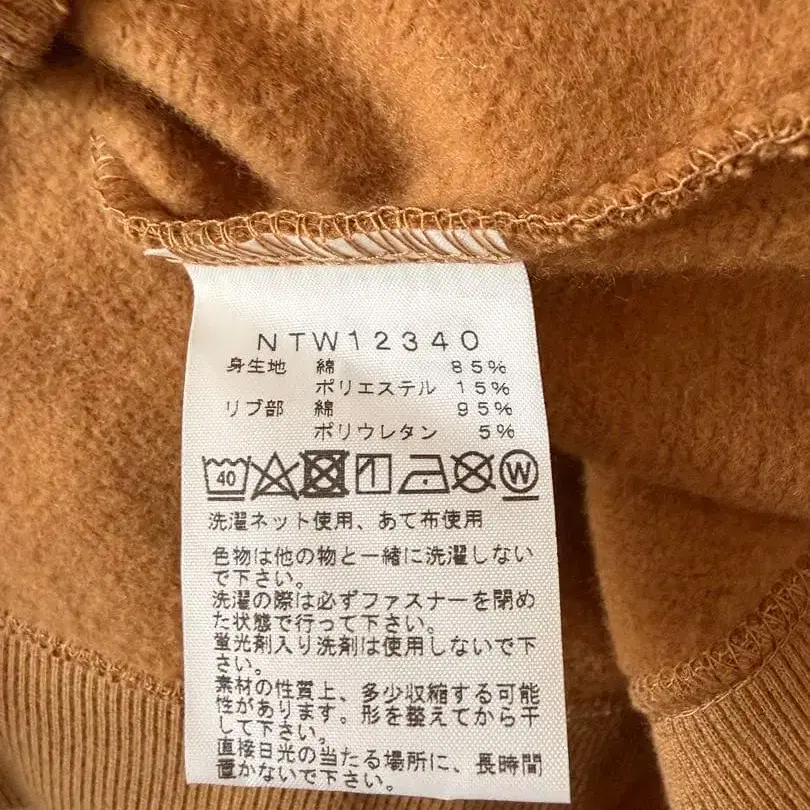 NTW12340
身生地 綿 85%
ポリエステル 15%
リブ部 綿 95%
ポリウレタン 5%
40 W
洗濯ネット使用、あて布使用
色物は他の物と一緒に洗濯しない
で下さい。
洗濯の際は必ずファスナーを閉め
た状態で行って下さい。
蛍光剤入り洗剤は使用しないで下
さい。
素材の性質上、多少収縮する可能
性があります。形を整えてから干
して下さい。
直接日光の当たる場所に、長時間
置かないで下さい。